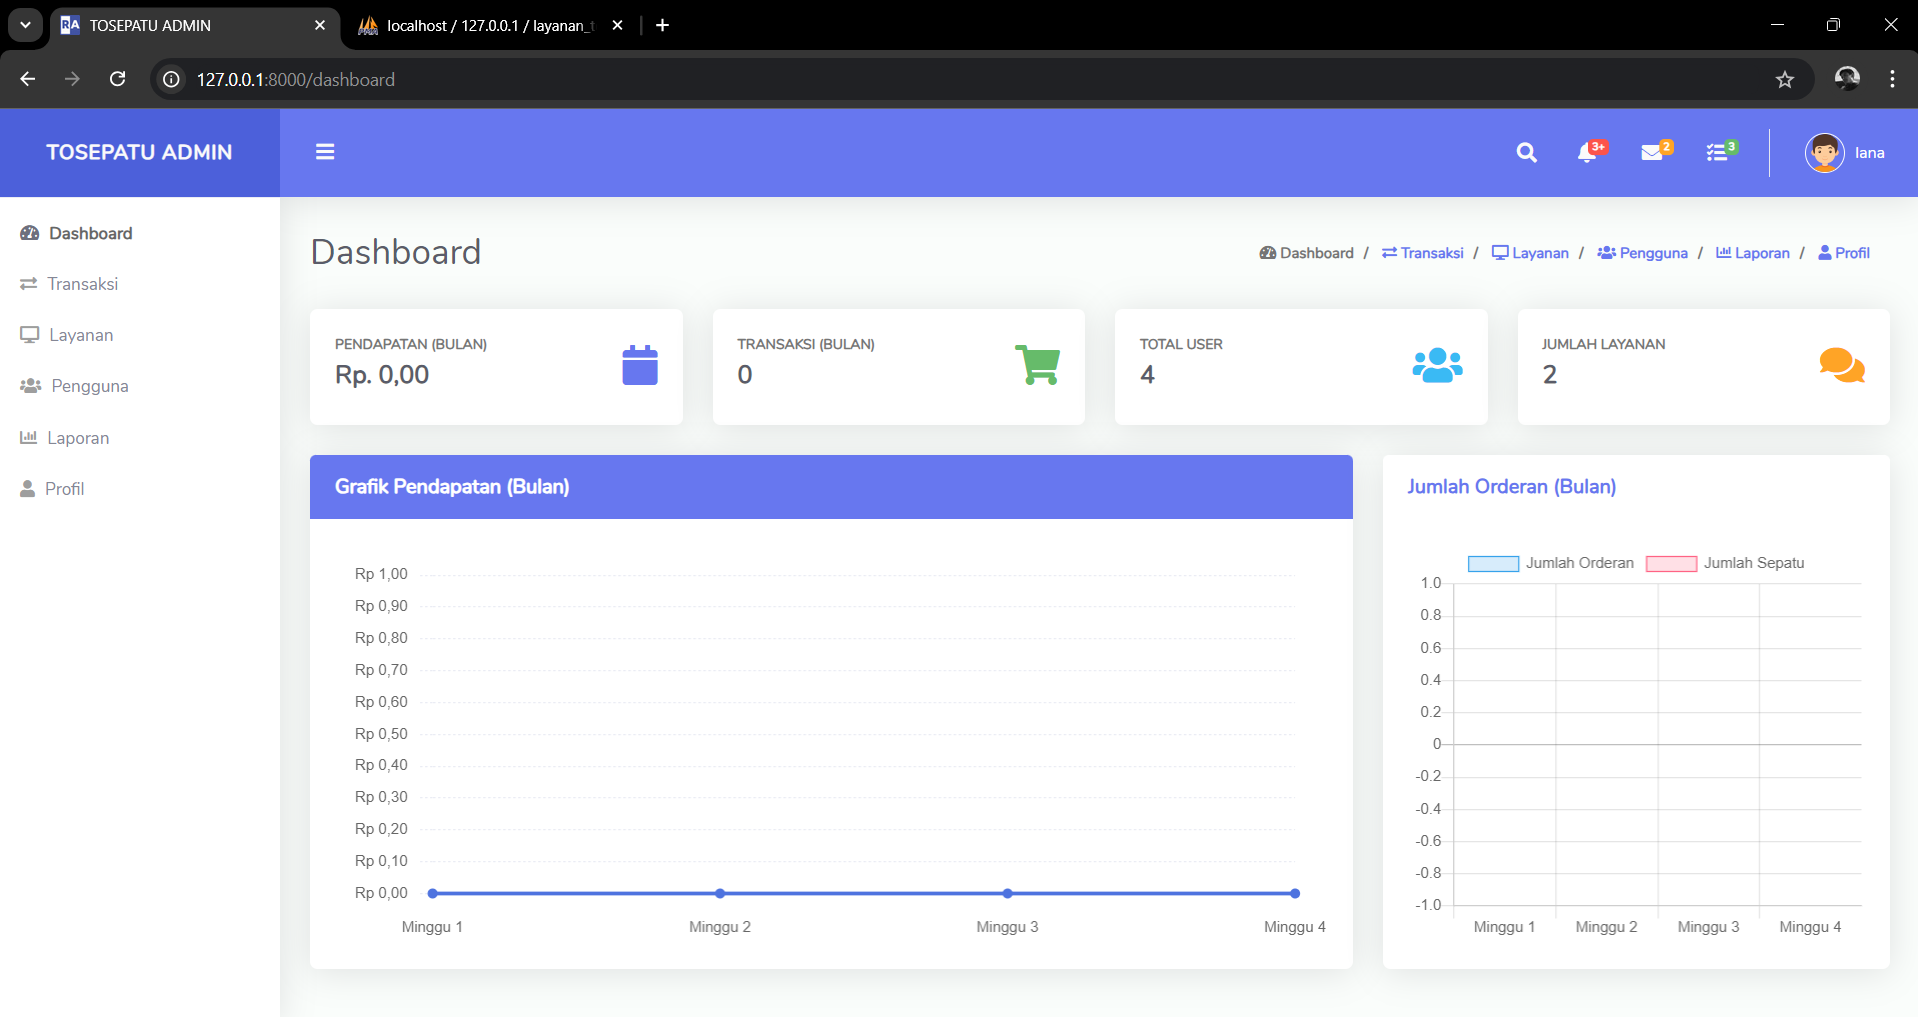 RA TOSEPATU ADMIN
localhost / 127.0.0.1 / layanan_t
127.0.0.1:8000/dashboard
TOSEPATU ADMIN
3+
2
3
lana
Dashboard
Transaksi
Layanan
Pengguna
Laporan
Profil
Dashboard
Dashboard / Transaksi / Layanan / Pengguna / Laporan / Profil
PENDAPATAN (BULAN)
Rp. 0,00
TRANSAKSI (BULAN)
0
TOTAL USER
4
JUMLAH LAYANAN
2
Grafik Pendapatan (Bulan)
Rp 1,00
Rp 0,90
Rp 0,80
Rp 0,70
Rp 0,60
Rp 0,50
Rp 0,40
Rp 0,30
Rp 0,20
Rp 0,10
Rp 0,00
Minggu 1 Minggu 2 Minggu 3 Minggu 4
Jumlah Orderan (Bulan)
Jumlah Orderan Jumlah Sepatu
1.0
0.8
0.6
0.4
0.2
0
-0.2
-0.4
-0.6
-0.8
-1.0
Minggu 1 Minggu 2 Minggu 3 Minggu 4